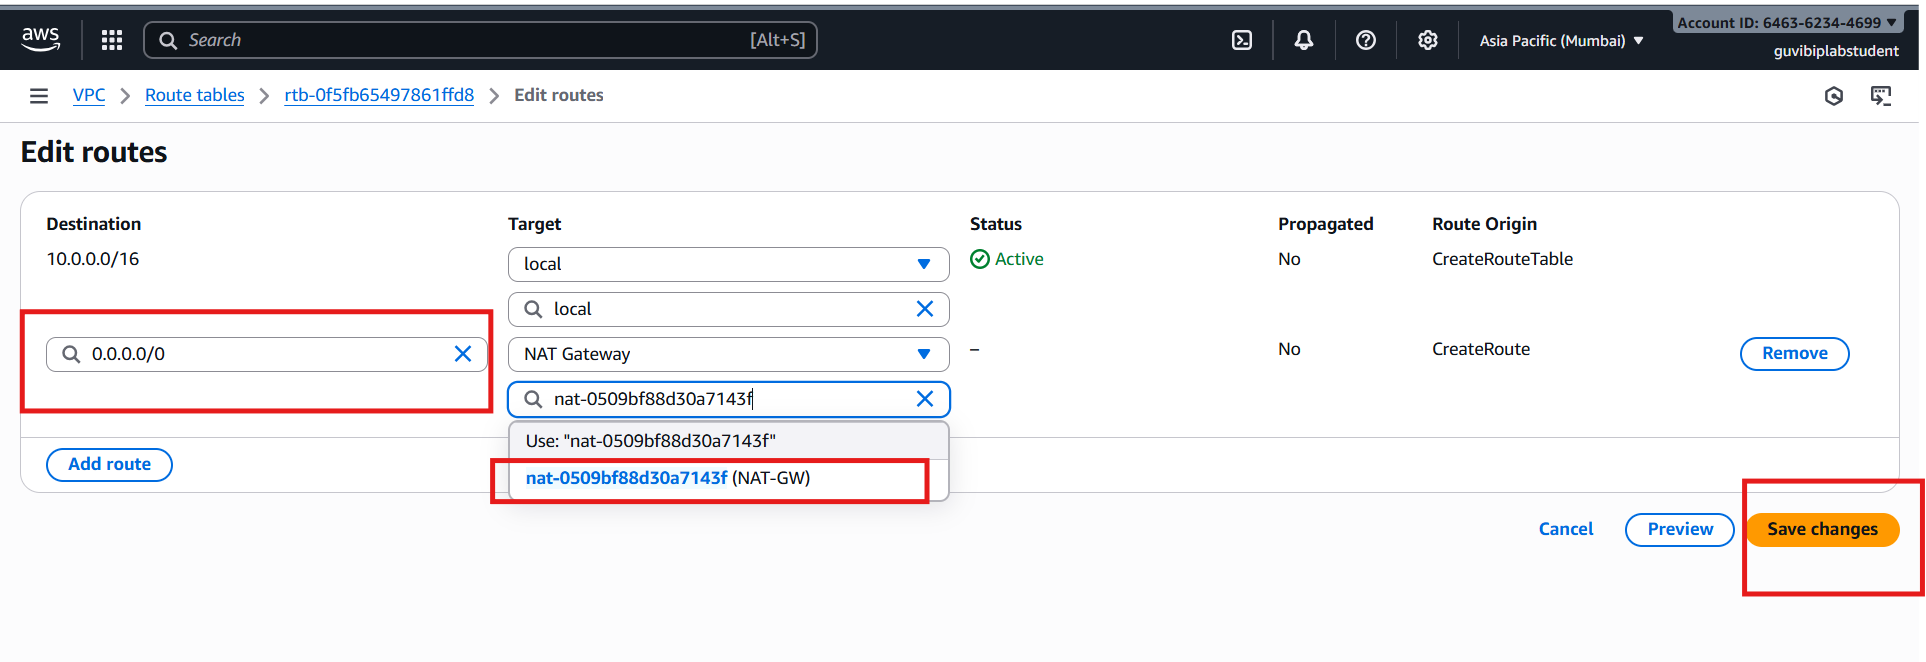 aws
Search
[Alt+S]
Account ID: 6463-6234-4699
Asia Pacific (Mumbai)
guvibiplabstudent
VPC
Route tables
rtb-0f5fb65497861ffd8
Edit routes
Edit routes
Destination
Target
Status
Propagated
Route Origin
10.0.0.0/16
local
Active
No
CreateRouteTable
local
0.0.0.0/0
NAT Gateway
–
No
CreateRoute
Remove
nat-0509bf88d30a7143f
Use: "nat-0509bf88d30a7143f"
Add route
nat-0509bf88d30a7143f (NAT-GW)
Cancel
Preview
Save changes